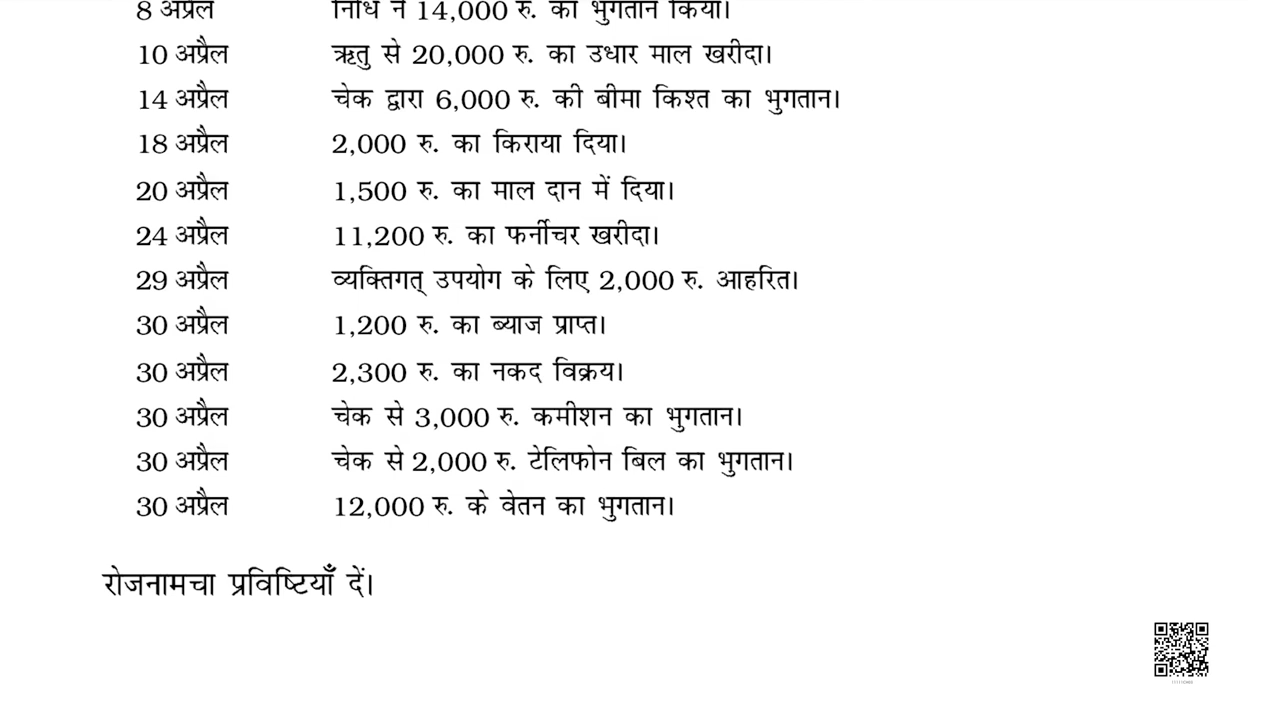 8 अप्रैल निधि ने 14,000 रु. का भुगतान किया।
10 अप्रैल ऋतु से 20,000 रु. का उधार माल खरीदा।
14 अप्रैल चेक द्वारा 6,000 रु. की बीमा किश्त का भुगतान।
18 अप्रैल 2,000 रु. का किराया दिया।
20 अप्रैल 1,500 रु. का माल दान में दिया।
24 अप्रैल 11,200 रु. का फर्नीचर खरीदा।
29 अप्रैल व्यक्तिगत् उपयोग के लिए 2,000 रु. आहरित।
30 अप्रैल 1,200 रु. का ब्याज प्राप्त।
30 अप्रैल 2,300 रु. का नकद विक्रय।
30 अप्रैल चेक से 3,000 रु. कमीशन का भुगतान।
30 अप्रैल चेक से 2,000 रु. टेलिफोन बिल का भुगतान।
30 अप्रैल 12,000 रु. के वेतन का भुगतान।
रोजनामचा प्रविष्टियाँ दें।